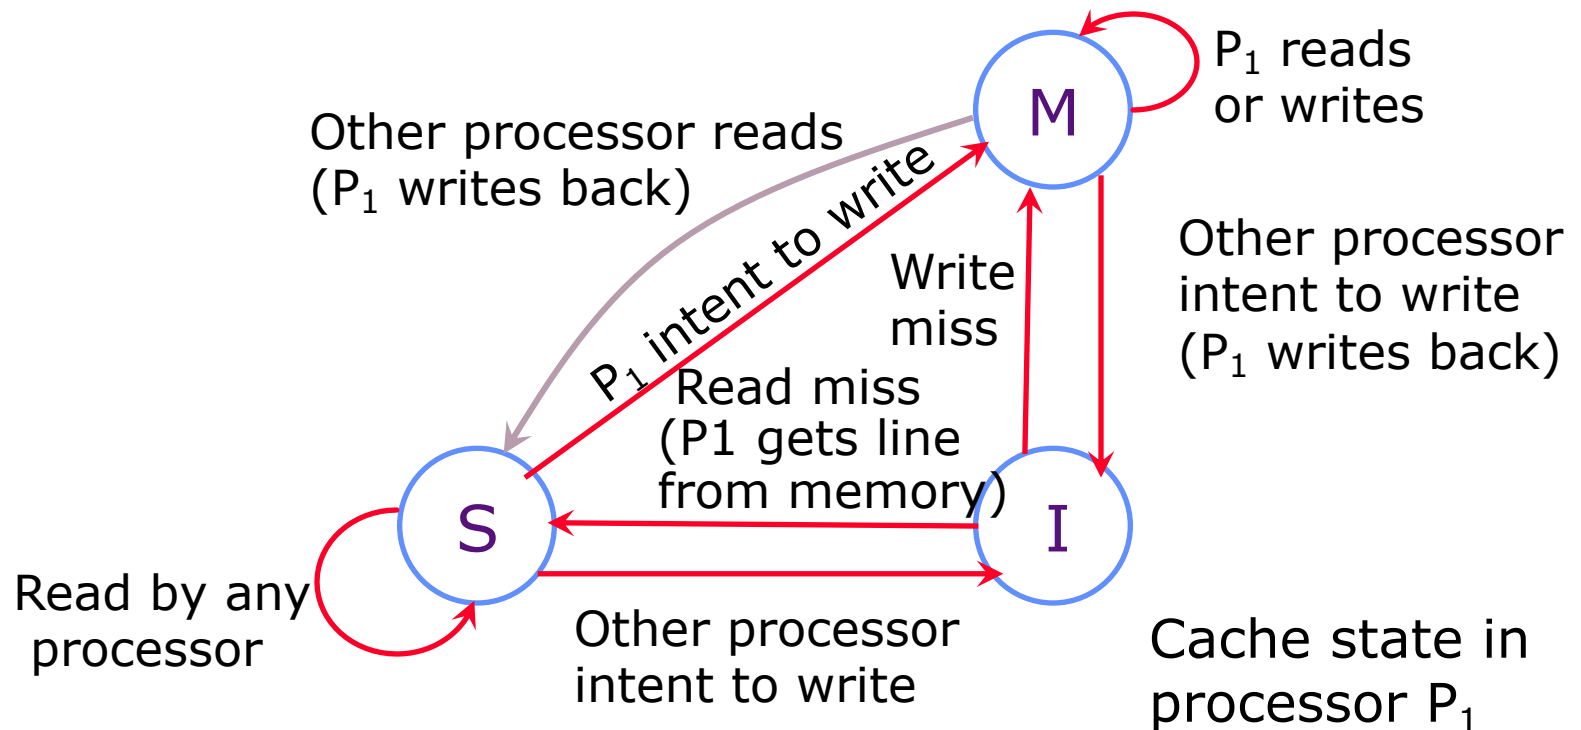 M
P₁ reads
or writes
Other processor reads
(P₁ writes back)
P₁ intent to write
Write
miss
Other processor
intent to write
(P₁ writes back)
Read miss
(P1 gets line
from memory)
S
I
Read by any
processor
Other processor
intent to write
Cache state in
processor P₁